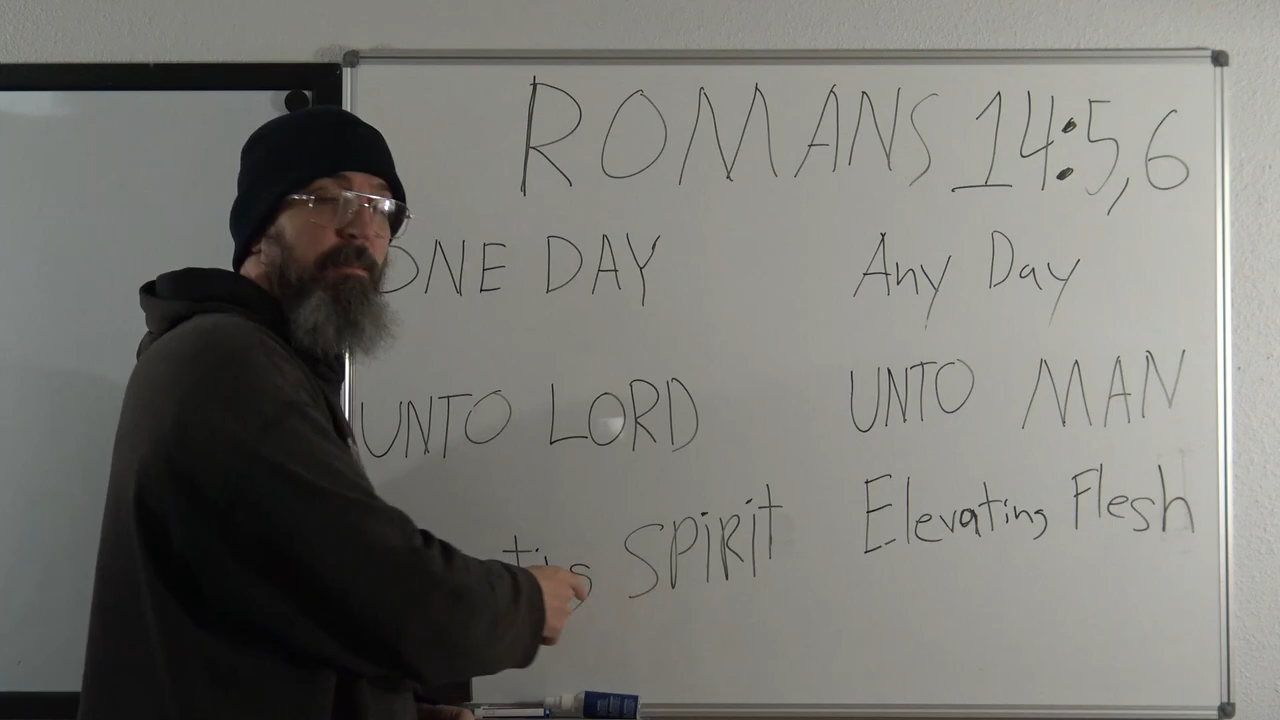 ROMANS 14:5,6
ONE DAY Any Day
UNTO LORD UNTO MAN
SPIRIT Elevating Flesh